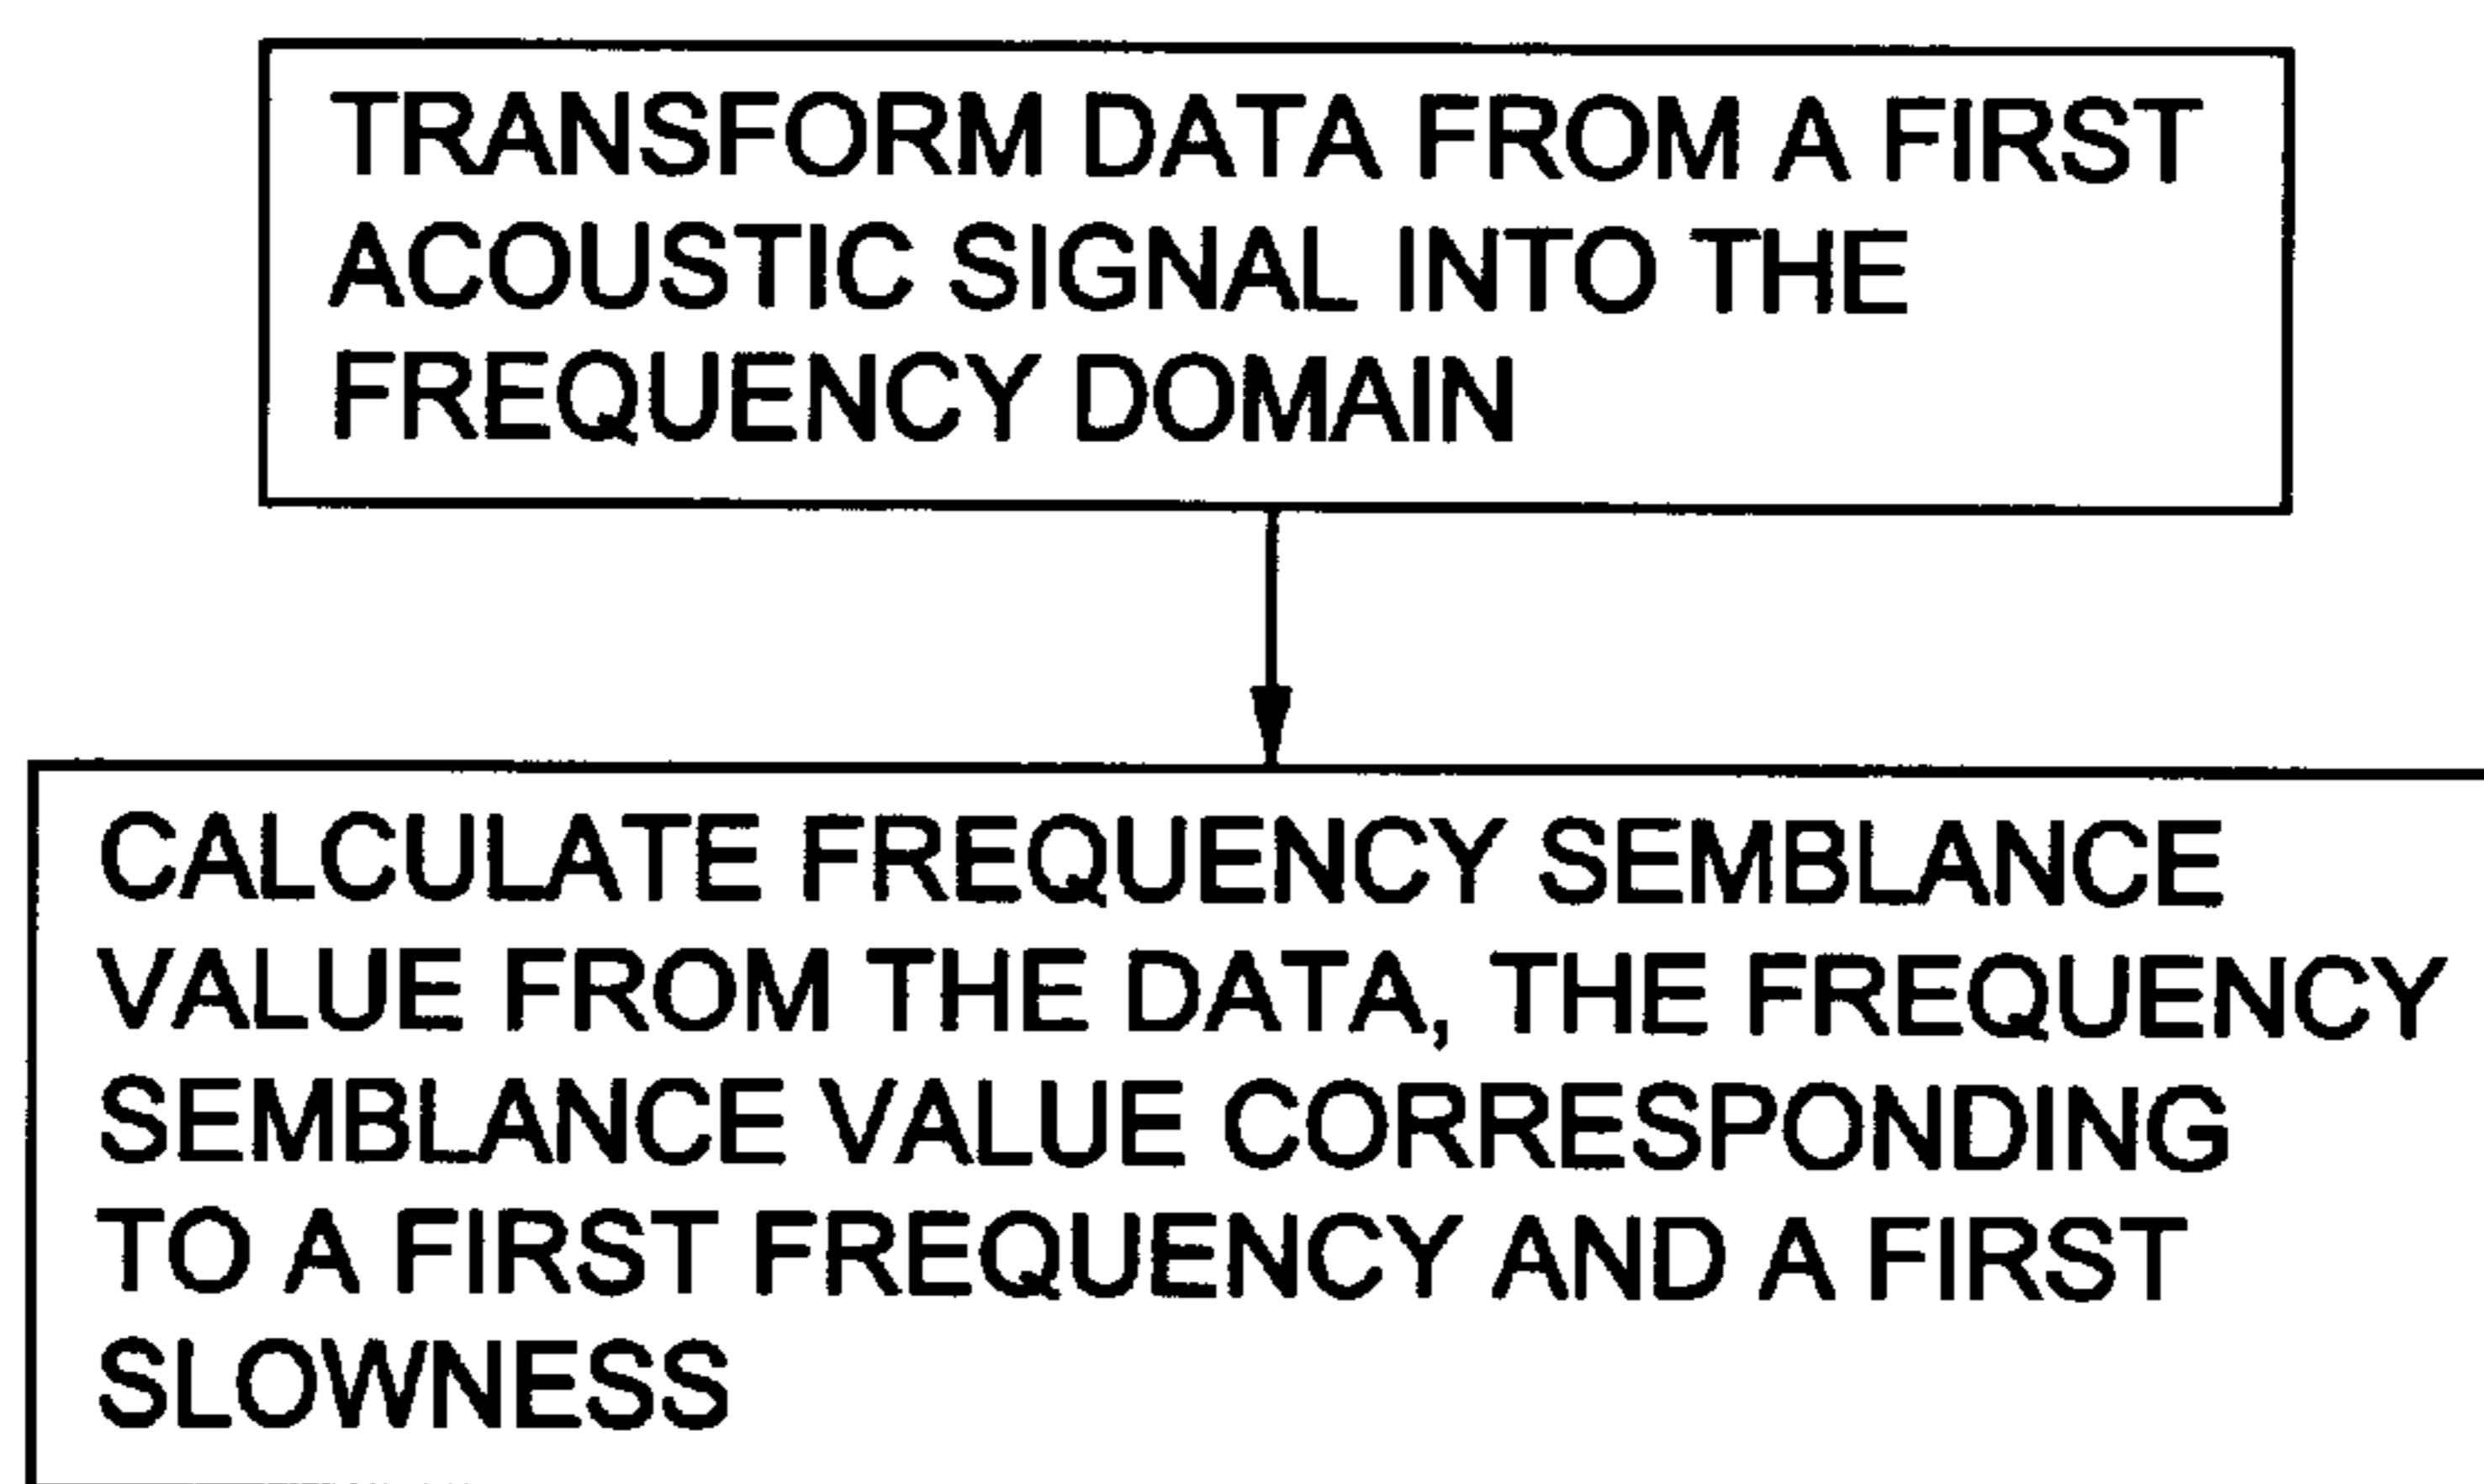 TRANSFORM DATA FROM A FIRST
ACOUSTIC SIGNAL INTO THE
FREQUENCY DOMAIN
CALCULATE FREQUENCY SEMBLANCE
VALUE FROM THE DATA, THE FREQUENCY
SEMBLANCE VALUE CORRESPONDING
TO A FIRST FREQUENCY AND A FIRST
SLOWNESS